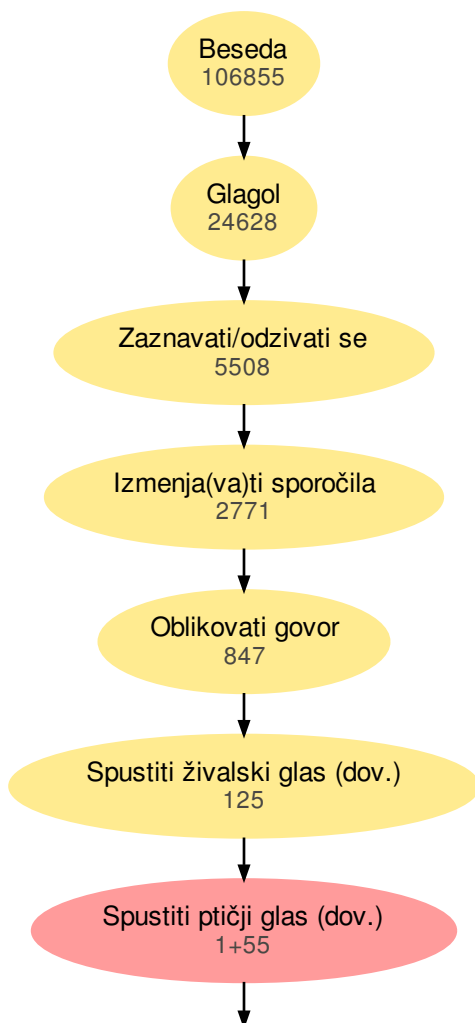 Beseda
106855
Glagol
24628
Zaznavati/odzivati se
5508
Izmenja(va)ti sporočila
2771
Oblikovati govor
847
Spustiti živalski glas (dov.)
125
Spustiti ptičji glas (dov.)
1+55